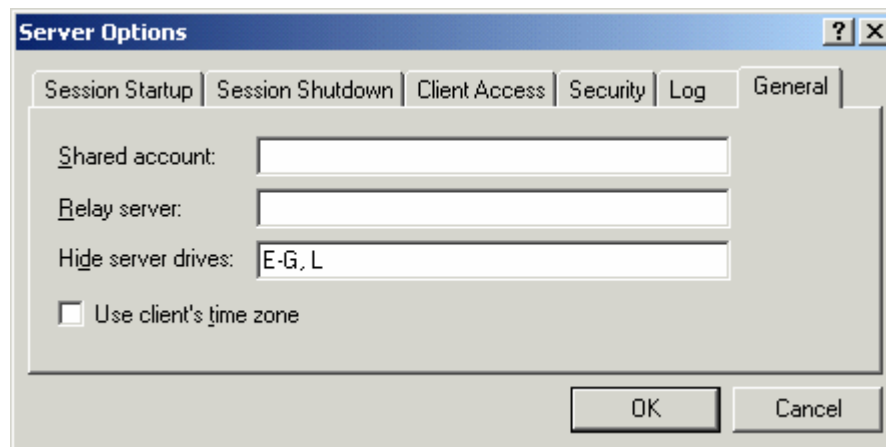 Server Options
Session Startup Session Shutdown Client Access Security Log General
Shared account:
Relay server:
Hide server drives: E-G, L
Use client's time zone
OK Cancel